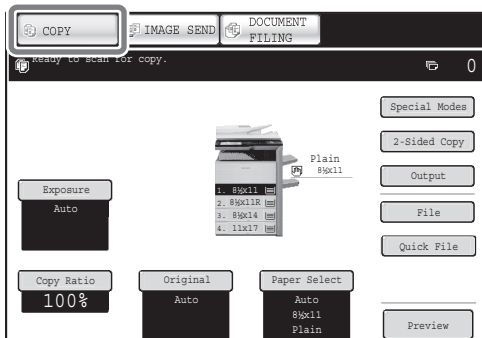 COPY
IMAGE SEND
DOCUMENT
FILING
Ready to scan for copy.
0
Special Modes
2-Sided Copy
Output
File
Quick File
Preview
Plain
8½x11
1. 8½x11
2. 8½x11R
3. 8½x14
4. 11x17
Exposure
Auto
Copy Ratio
100%
Original
Auto
Paper Select
Auto
8½x11
Plain